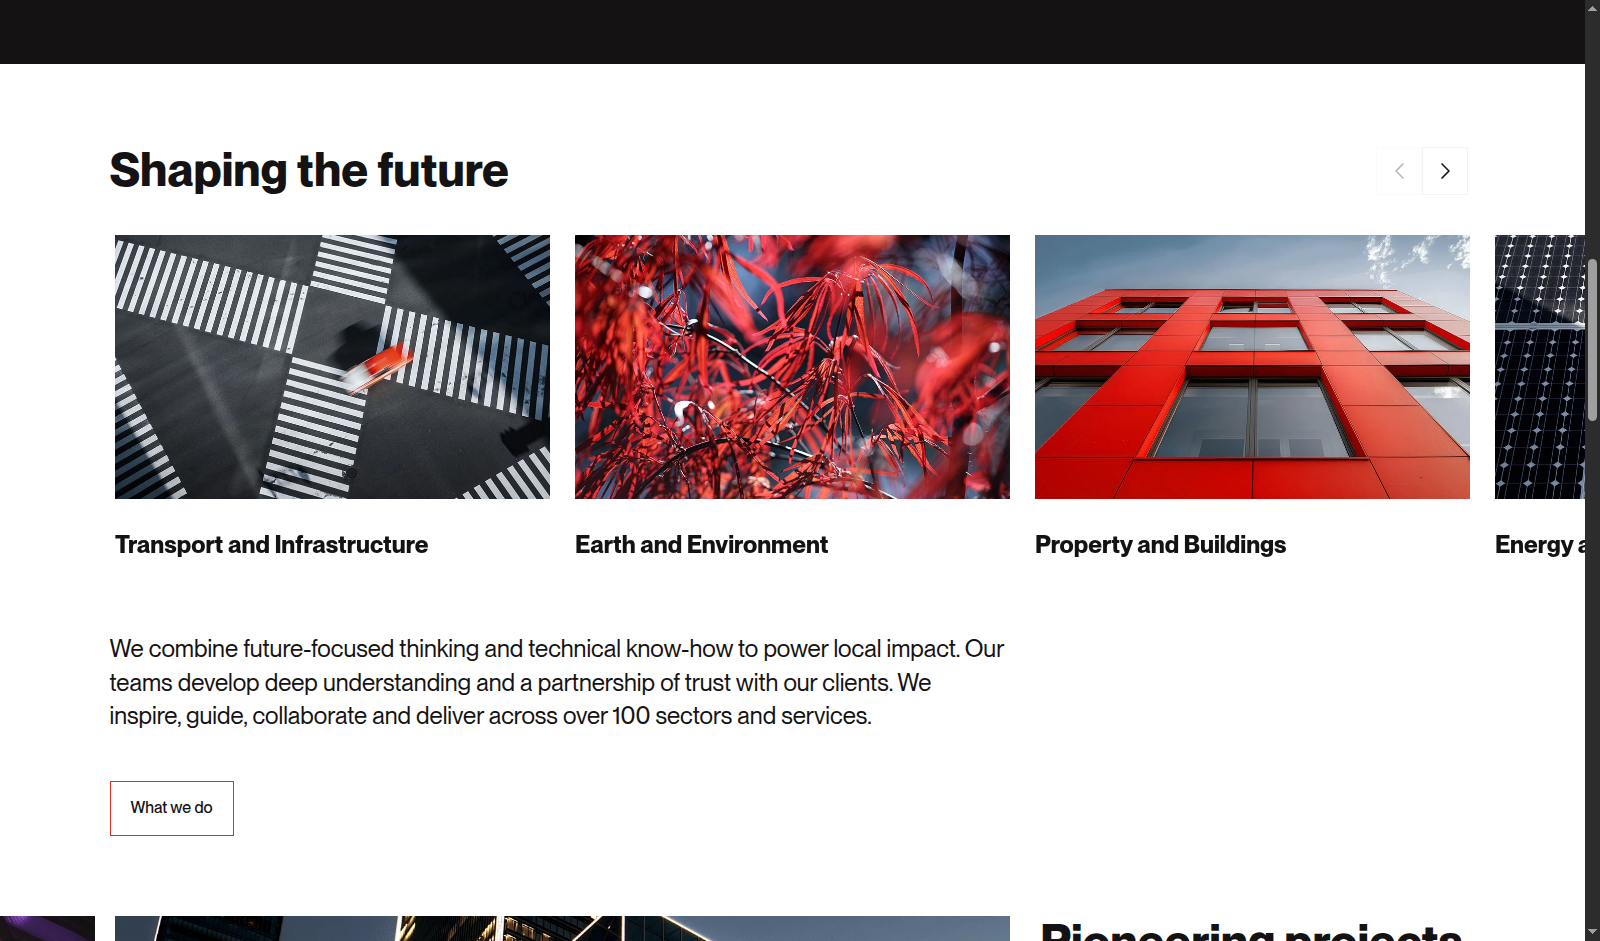 Shaping the future
Transport and Infrastructure
Earth and Environment
Property and Buildings
Energy
We combine future-focused thinking and technical know-how to power local impact. Our
teams develop deep understanding and a partnership of trust with our clients. We
inspire, guide, collaborate and deliver across over 100 sectors and services.
What we do
Pioneering projects